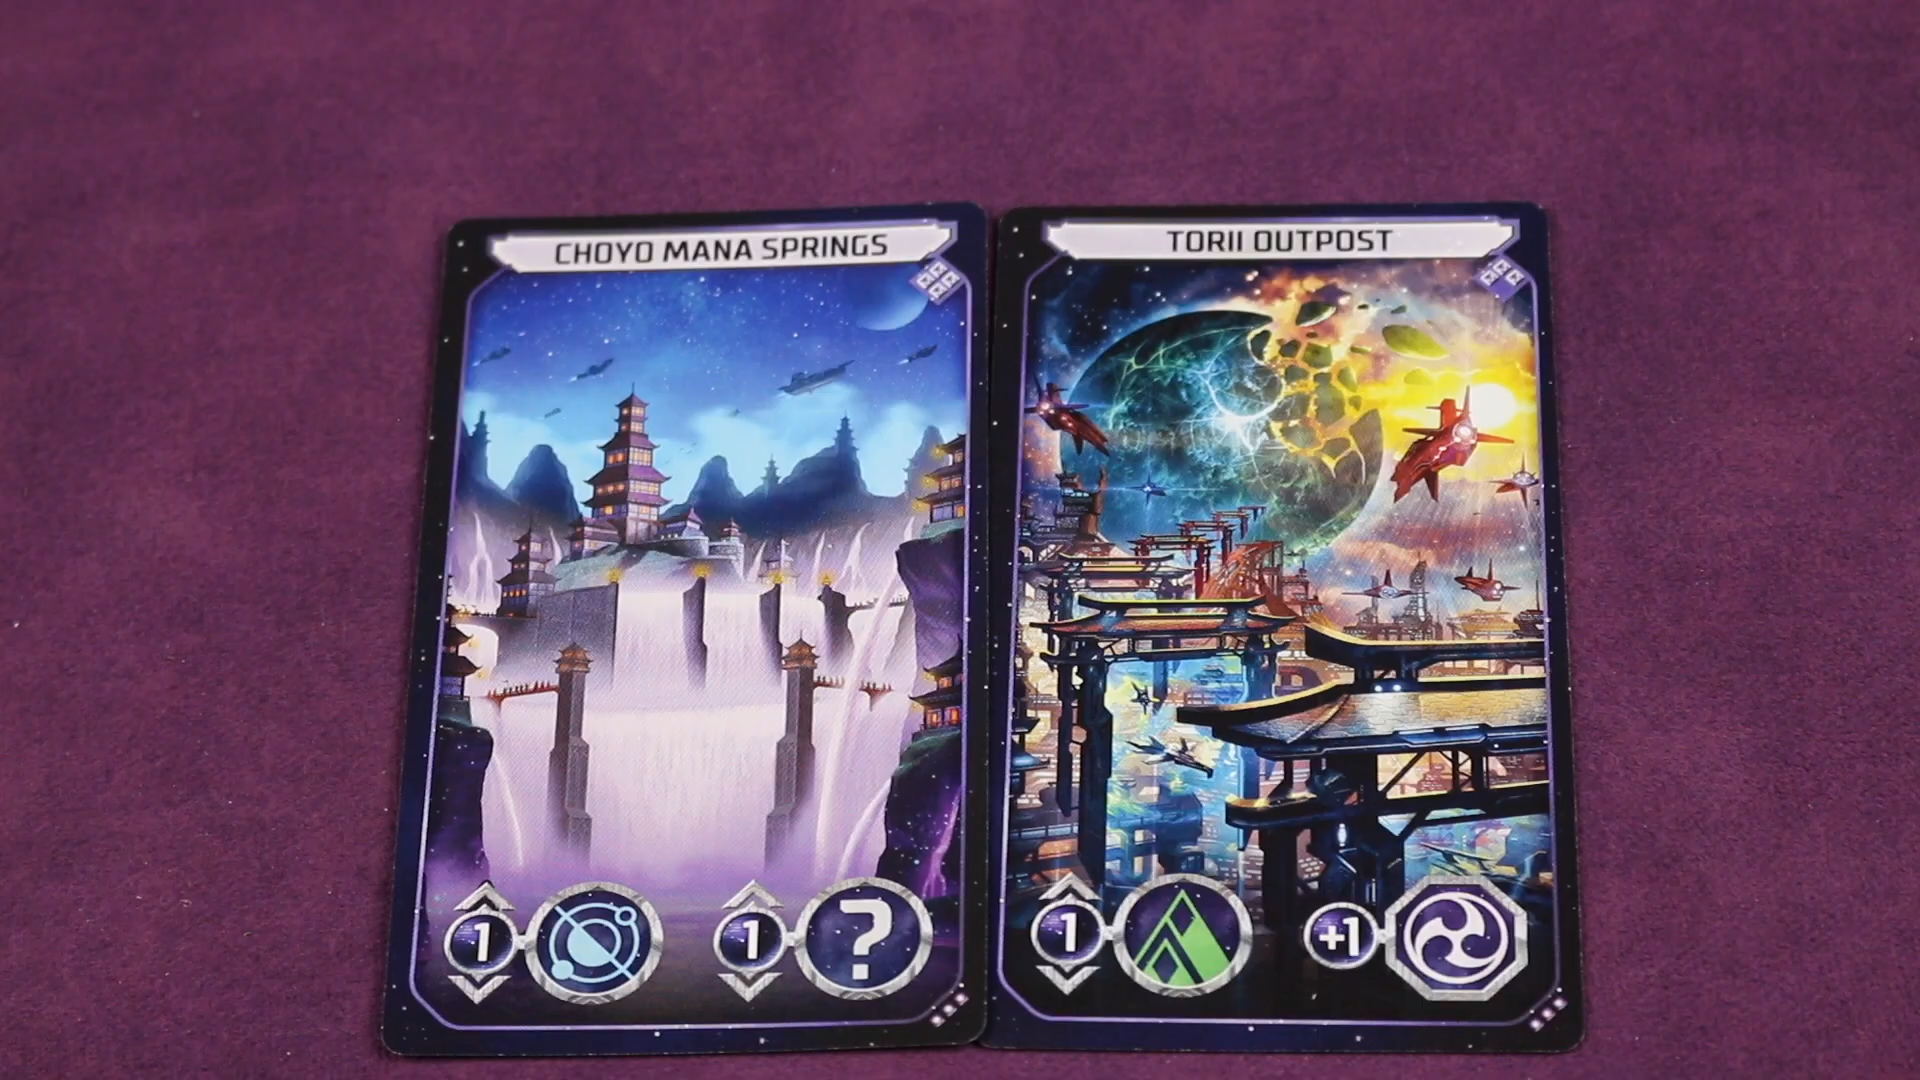 CHOYO MANA SPRINGS
TORII OUTPOST
1 1 ?
1 +1